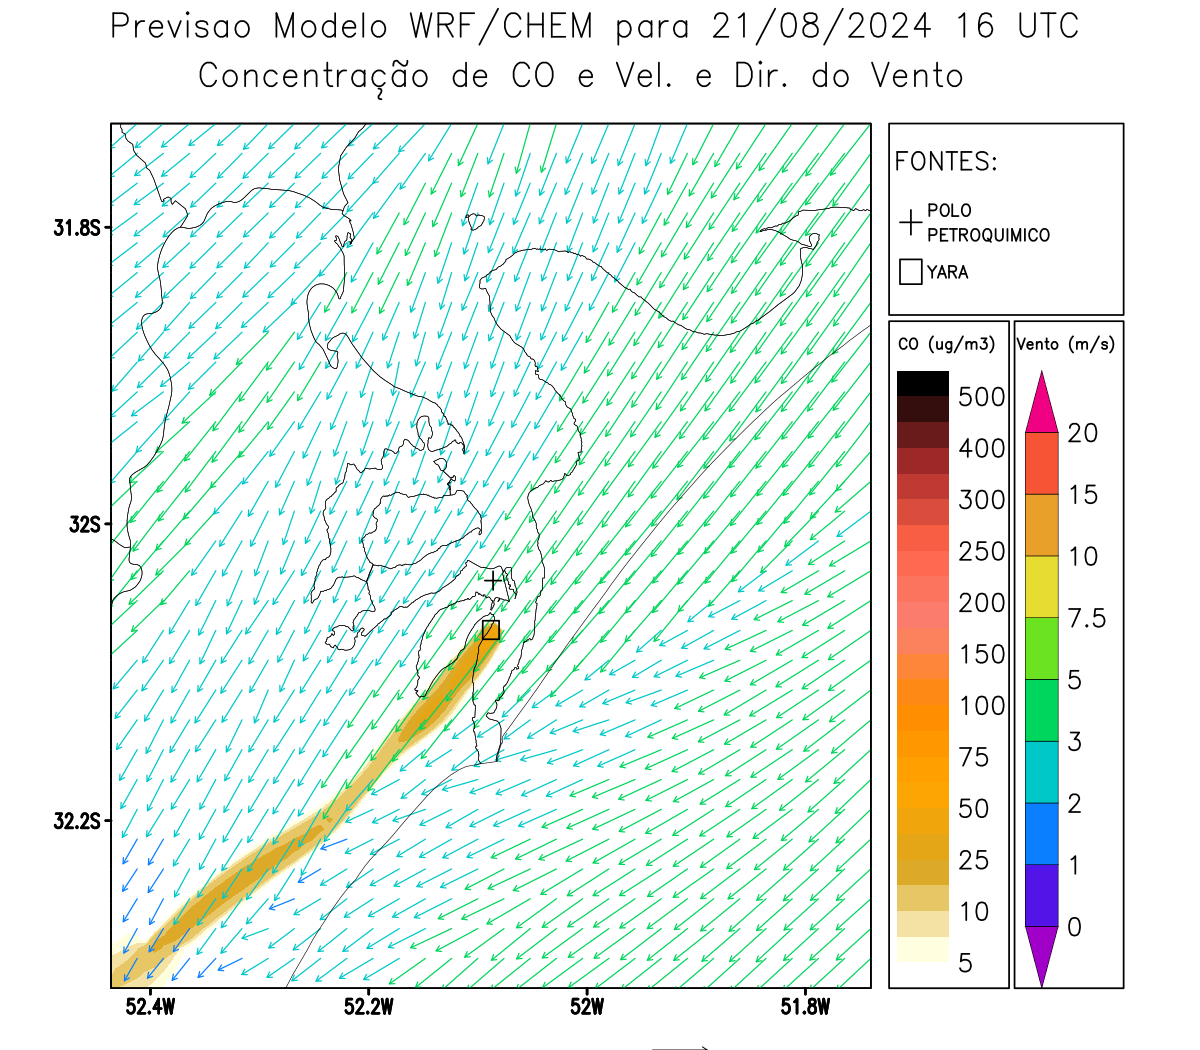 Previsao Modelo WRF/CHEM para 21/08/2024 16 UTC
Concentração de CO e Vel. e Dir. do Vento
FONTES:
POLO
PETROQUIMICO
YARA
CO (ug/m3)
500
400
300
250
200
150
100
75
50
25
10
5
Vento (m/s)
20
15
10
7.5
5
3
2
1
0
31.8S
32S
32.2S
52.4W
52.2W
52W
51.8W